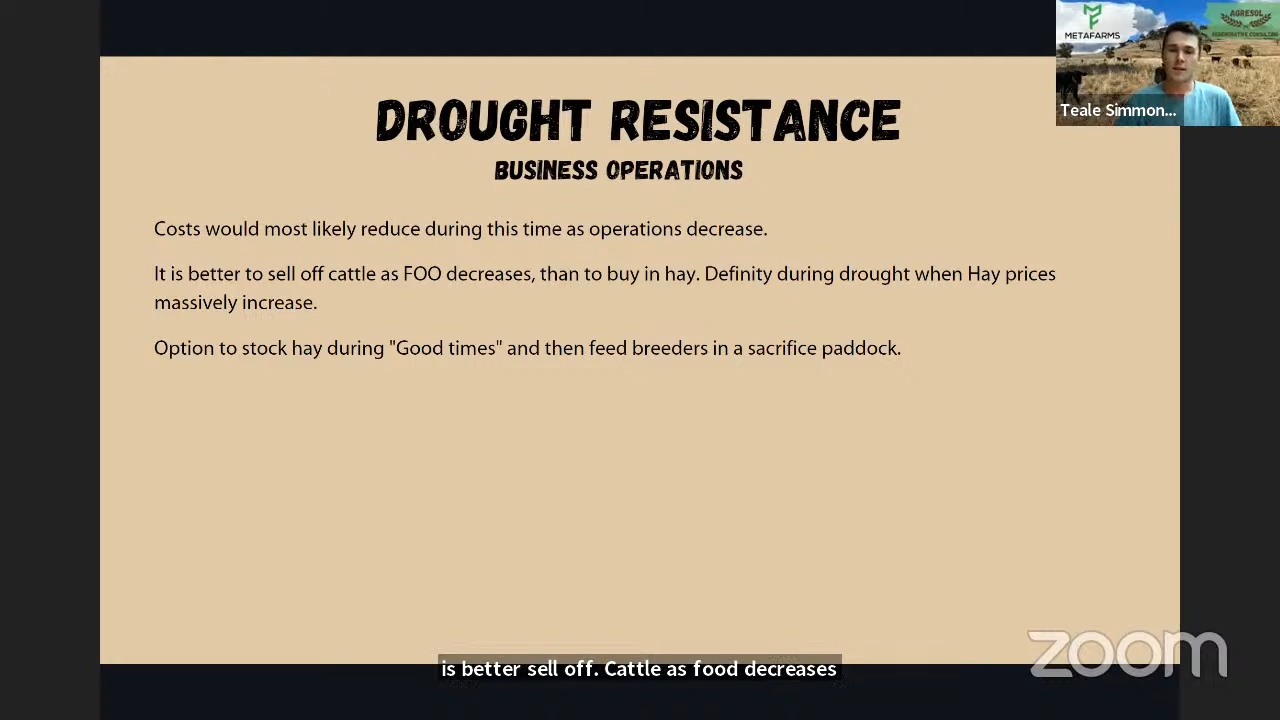 METAFARMS
AGRESOL
REGENERATIVE CONSULTING
Teale Simmon...
DROUGHT RESISTANCE
BUSINESS OPERATIONS
Costs would most likely reduce during this time as operations decrease.
It is better to sell off cattle as FOO decreases, than to buy in hay. Definity during drought when Hay prices
massively increase.
Option to stock hay during "Good times" and then feed breeders in a sacrifice paddock.
zoom
is better sell off. Cattle as food decreases